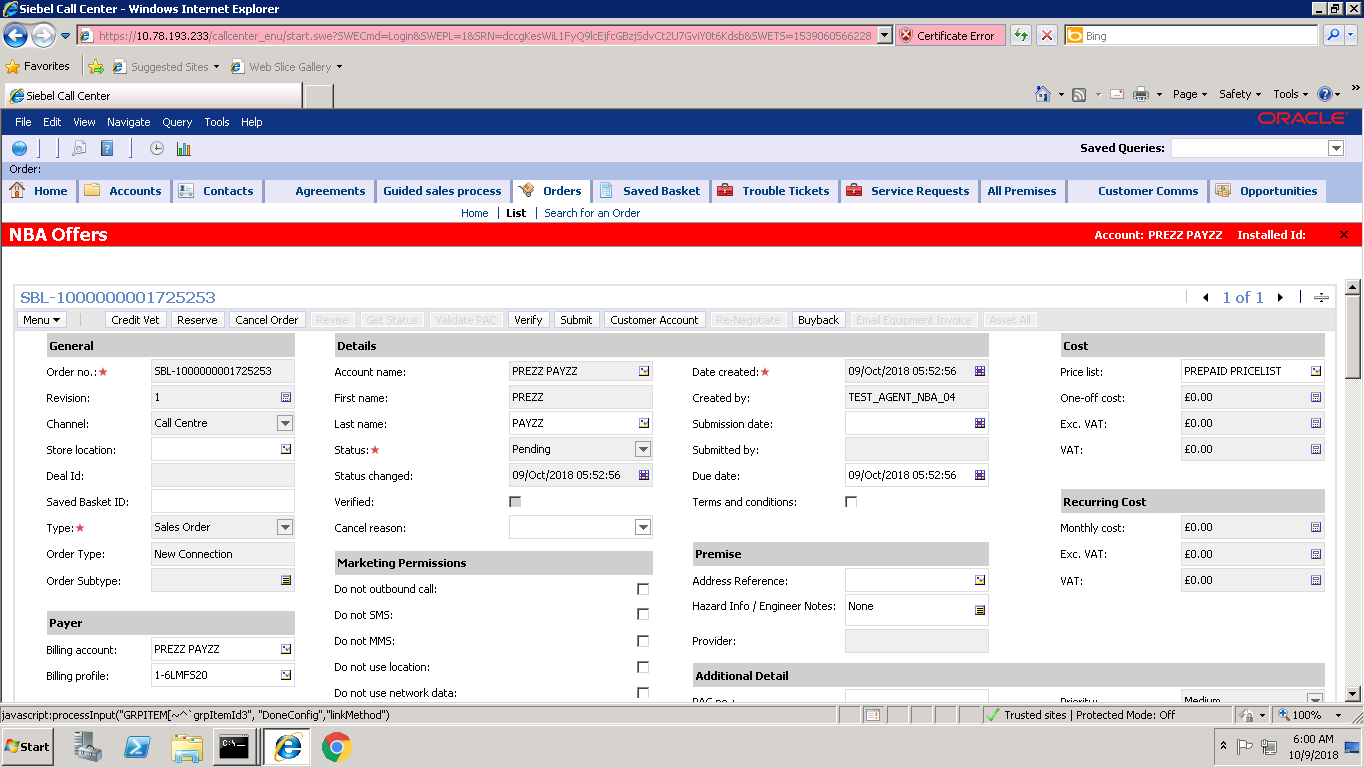 Siebel Call Center - Windows Internet Explorer
https://10.78.193.233/callcenter_enu/start.swe?SWECmd=Login&SWEPL=1&SRN=dccgKesWiL1FyQ9lcEjfcGBzjSdvCt2U7GviY0t6Kdsb&SWETS=1539060566228 Certificate Error Bing
Favorites Suggested Sites Web Slice Gallery
Siebel Call Center Page Safety Tools »
File Edit View Navigate Query Tools Help ORACLE
Saved Queries:
Order:
Home Accounts Contacts Agreements Guided sales process Orders Saved Basket Trouble Tickets Service Requests All Premises Customer Comms Opportunities
Home | List | Search for an Order
NBA Offers Account: PREZZ PAYZZ Installed Id: ×
SBL-1000000001725253 1 of 1
Menu Credit Vet Reserve Cancel Order Revise Get Status Validate PAC Verify Submit Customer Account Re-Negotiate Buyback Email Equipment Invoice Asset All
General Details Cost
Order no.:★ SBL-1000000001725253 Account name: PREZZ PAYZZ Date created:★ 09/Oct/2018 05:52:56 Price list: PREPAID PRICELIST
Revision: 1 First name: PREZZ Created by: TEST_AGENT_NBA_04 One-off cost: £0.00
Channel: Call Centre Last name: PAYZZ Submission date: Exc. VAT: £0.00
Store location: Status:★ Pending Submitted by: VAT: £0.00
Deal Id: Status changed: 09/Oct/2018 05:52:56 Due date: 09/Oct/2018 05:52:56
Saved Basket ID: Verified: Terms and conditions: Recurring Cost
Type:★ Sales Order Cancel reason: Monthly cost: £0.00
Order Type: New Connection Premise Exc. VAT: £0.00
Order Subtype: Marketing Permissions Address Reference: VAT: £0.00
Do not outbound call: Hazard Info / Engineer Notes: None
Payer Do not SMS:
Billing account: PREZZ PAYZZ Do not MMS: Provider:
Billing profile: 1-6LMFS20 Do not use location: Additional Detail
Do not use network data: PAC no.: Priority: Medium
javascript:processInput("GRPITEM[~^`grpItemId3", "DoneConfig","linkMethod") Trusted sites | Protected Mode: Off 100%
Start C:\. 6:00 AM
10/9/2018